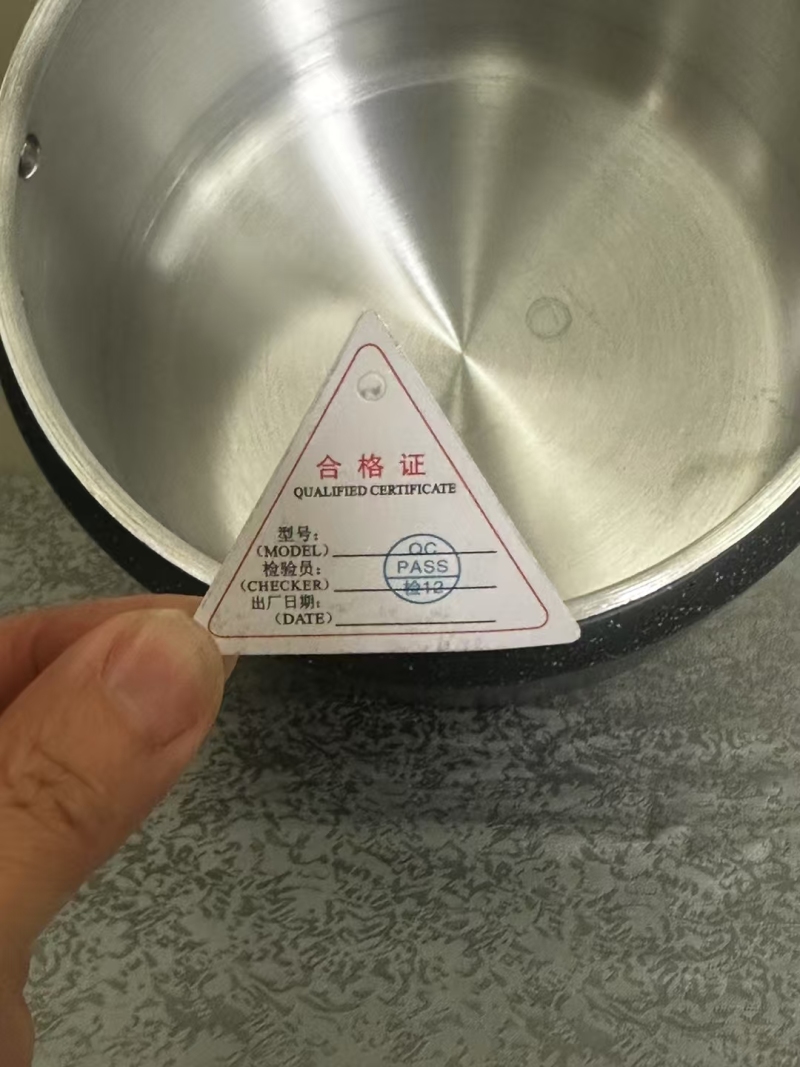 合格证
QUALIFIED CERTIFICATE
型号:
(MODEL)
QC
检验员:
PASS
(CHECKER)
检12
出厂日期:
(DATE)